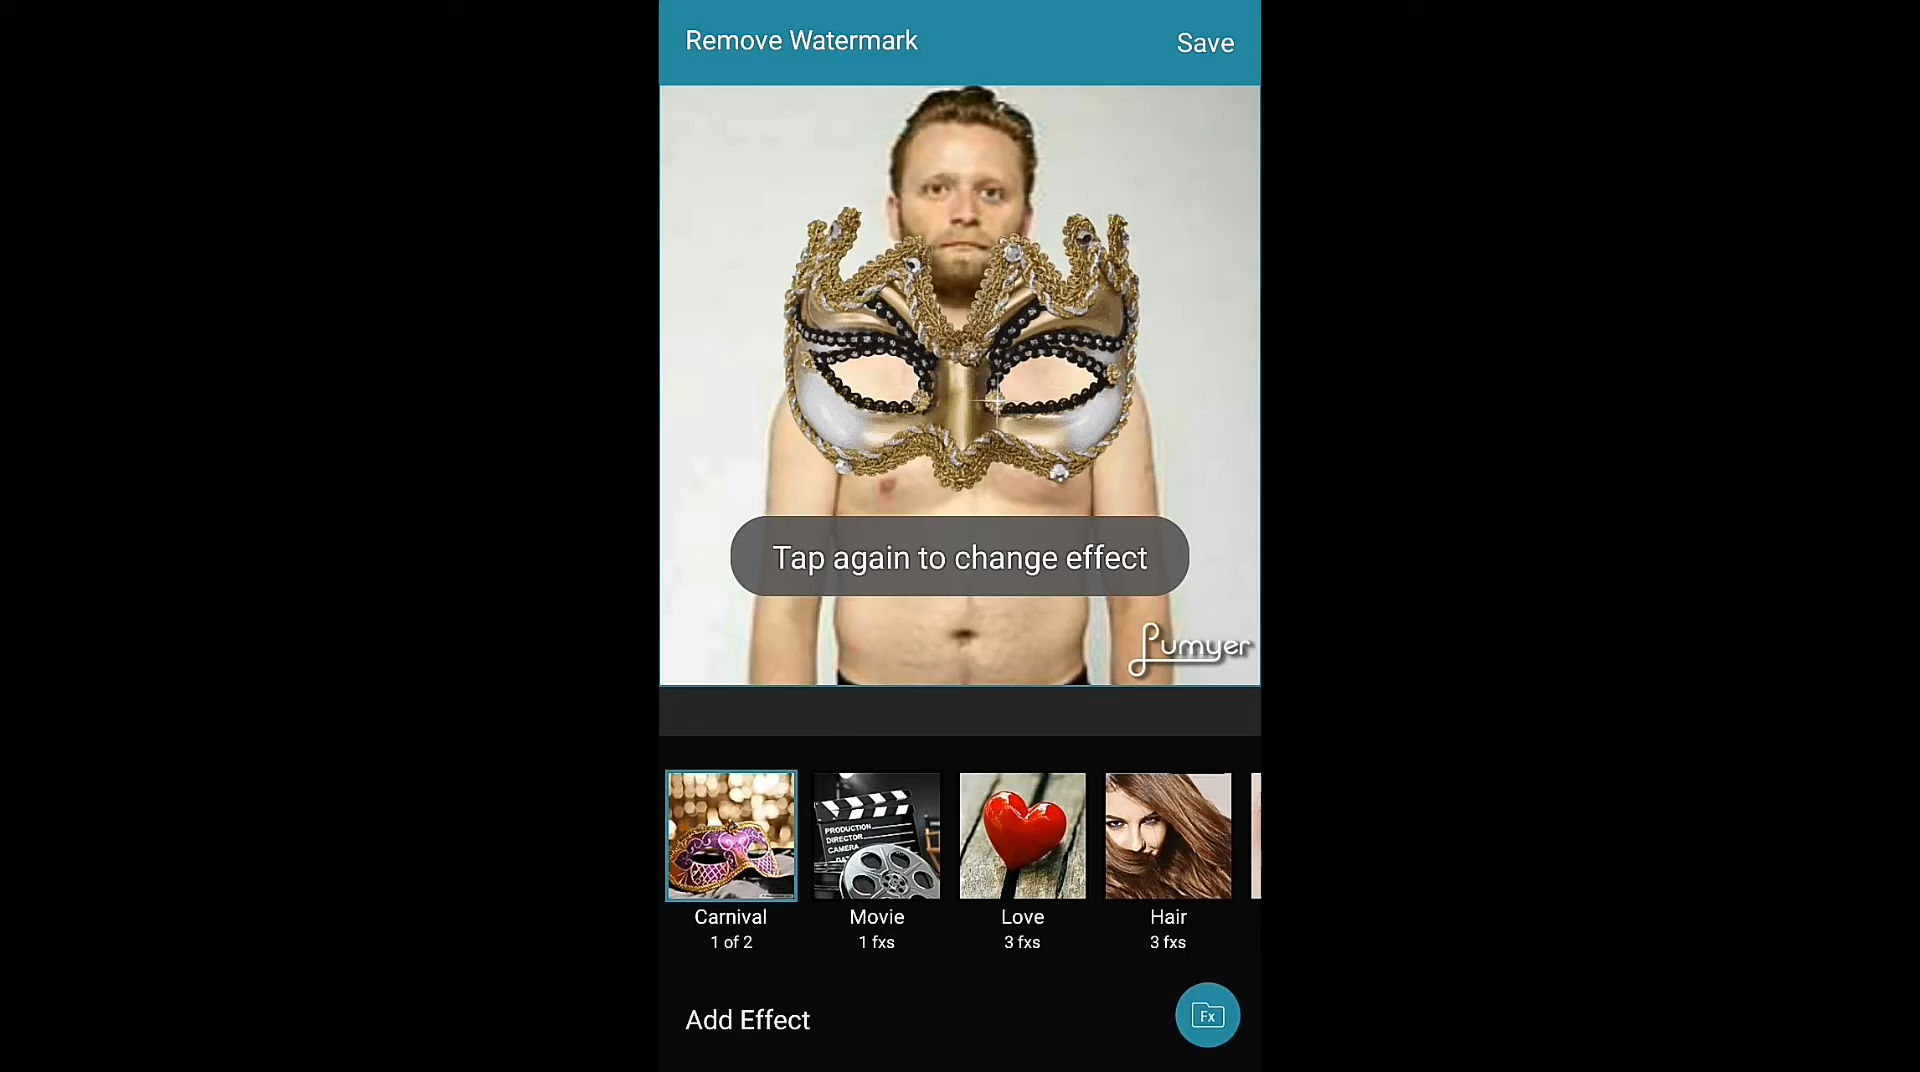 Remove Watermark
Save
Tap again to change effect
Lumyer
PRODUCTION
DIRECTOR
CAMERA
Carnival
Movie
Love
Hair
1 of 2
1 fxs
3 fxs
3 fxs
Add Effect
Fx